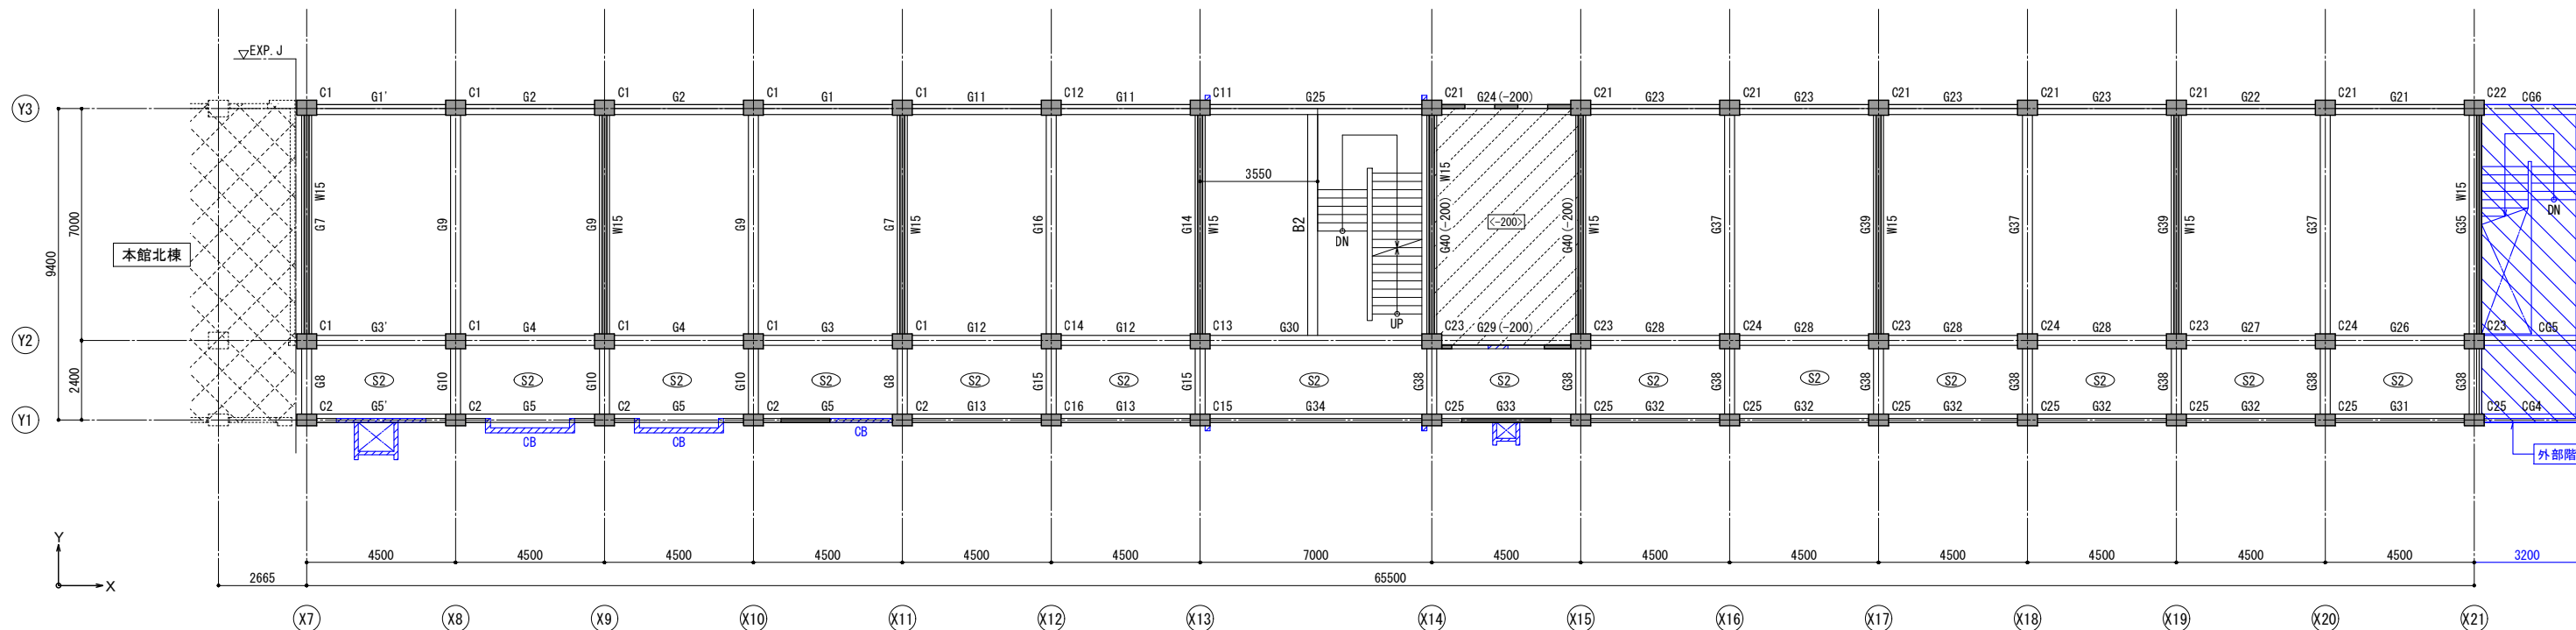 EXP. J
C1 G1' C1 G2 C1 G2 C1 G1 C1 G11 C12 G11 C11 G25 C21 G24(-200) C21 G23 C21 G23 C21 G23 C21 G23 C21 G22 C21 G21 C22 CG6
Y3
9400
7000
本館北棟
W15
G7
G9
G9
W15
G9
G7
W15
G16
G14
W15
3550
B2
DN
UP
W15
G40(-200)
<-200>
G40(-200)
W15
G37
G39
W15
G37
G39
W15
G37
W15
G35
DN
C1 G3' C1 G4 C1 G4 C1 G3 C1 G12 C14 G12 C13 G30 C23 G29(-200) C23 G28 C24 G28 C23 G28 C24 G28 C23 G27 C24 G26 C23 CG5
Y2
2400
G8 S2 G10 S2 G10 S2 G10 S2 G8 S2 G15 S2 G15 S2 G38 S2 G38 S2 G38 S2 G38 S2 G38 S2 G38 S2 G38 S2 G38
C2 G5' C2 G5 C2 G5 C2 G5 C2 G13 C16 G13 C15 G34 C25 G33 C25 G32 C25 G32 C25 G32 C25 G32 C25 G32 C25 G31 C25 CG4
Y1
CB
CB
CB
外部階
Y
X
4500 4500 4500 4500 4500 4500 7000 4500 4500 4500 4500 4500 4500 4500 3200
2665 65500
X7 X8 X9 X10 X11 X12 X13 X14 X15 X16 X17 X18 X19 X20 X21